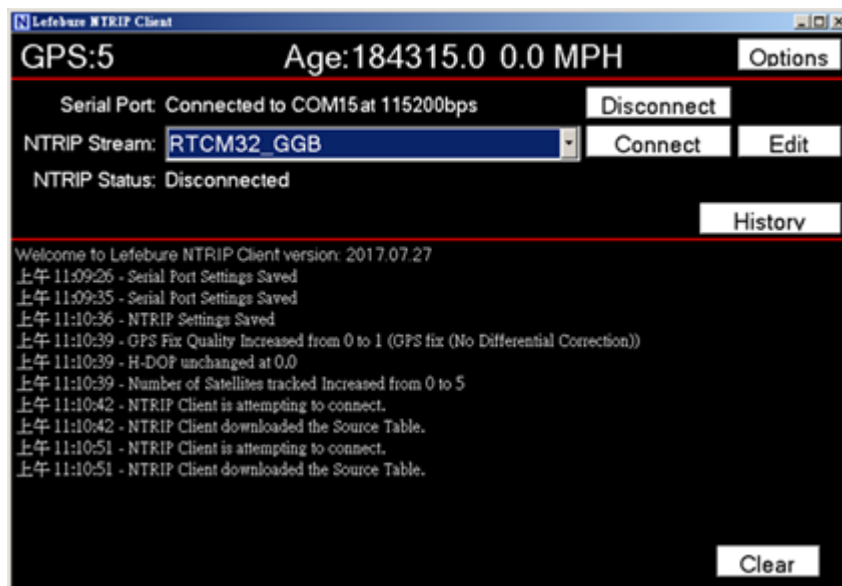 Lefebure NTRIP Client
GPS:5 Age:184315.0 0.0 MPH Options
Serial Port: Connected to COM15 at 115200bps Disconnect
NTRIP Stream: RTCM32_GGB Connect Edit
NTRIP Status: Disconnected
History
Welcome to Lefebure NTRIP Client version: 2017.07.27
上午 11:09:26 - Serial Port Settings Saved
上午 11:09:35 - Serial Port Settings Saved
上午 11:10:36 - NTRIP Settings Saved
上午 11:10:39 - GPS Fix Quality Increased from 0 to 1 (GPS fix (No Differential Correction))
上午 11:10:39 - H-DOP unchanged at 0.0
上午 11:10:39 - Number of Satellites tracked Increased from 0 to 5
上午 11:10:42 - NTRIP Client is attempting to connect.
上午 11:10:42 - NTRIP Client downloaded the Source Table.
上午 11:10:51 - NTRIP Client is attempting to connect.
上午 11:10:51 - NTRIP Client downloaded the Source Table.
Clear